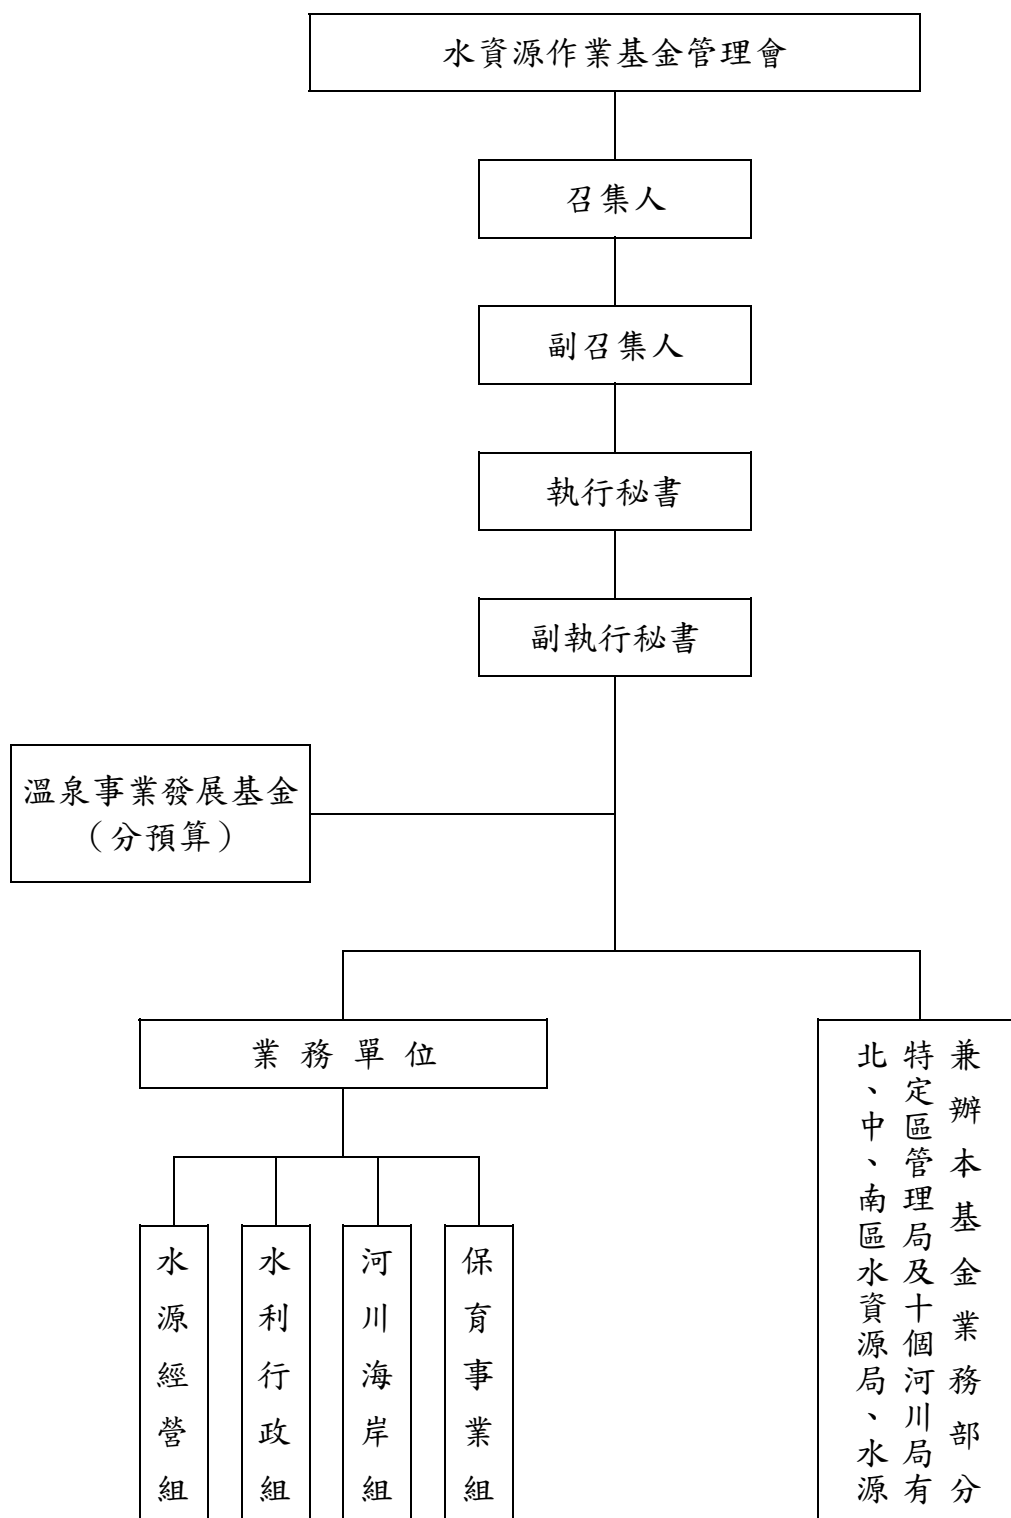 水資源作業基金管理會
召集人
副召集人
執行秘書
副執行秘書
溫泉事業發展基金
（分預算）
業務單位
水源經營組
水利行政組
河川海岸組
保育事業組
北、中、南區水資源局、水源
特定區管理局及十個河川局有
兼辦本基金業務部分